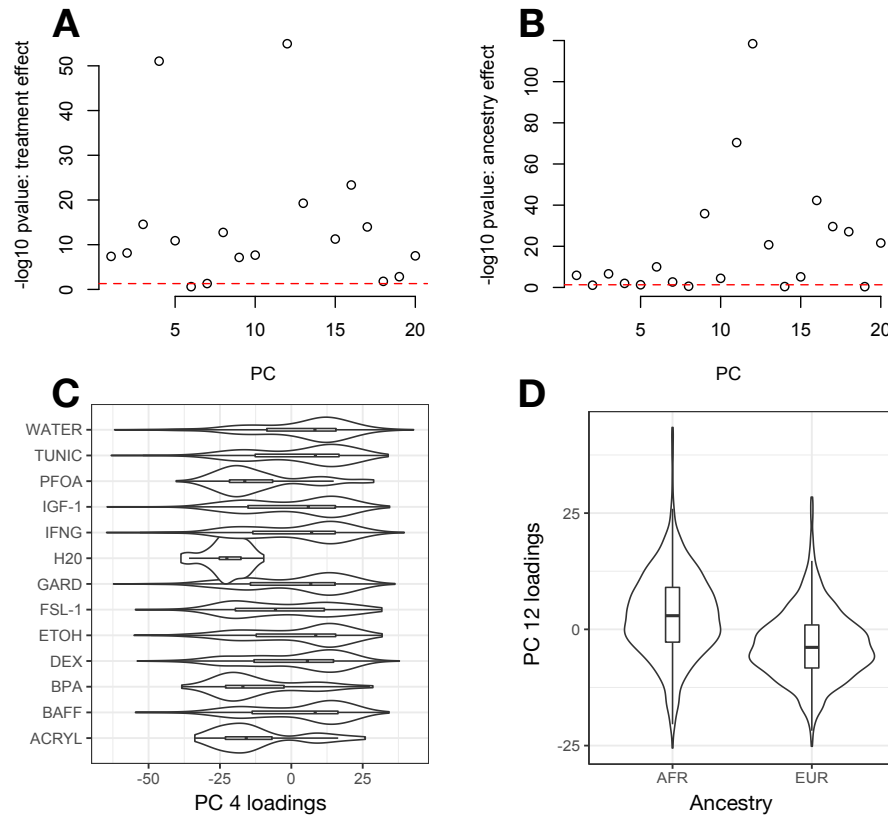 A
-log10 pvalue: treatment effect
50
40
30
20
10
0
5
10
15
20
PC
B
-log10 pvalue: ancestry effect
100
80
60
40
20
0
5
10
15
20
PC
C
WATER
TUNIC
PFOA
IGF-1
IFNG
H20
GARD
FSL-1
ETOH
DEX
BPA
BAFF
ACRYL
-50
-25
0
25
PC 4 loadings
D
PC 12 loadings
25
0
-25
AFR
EUR
Ancestry